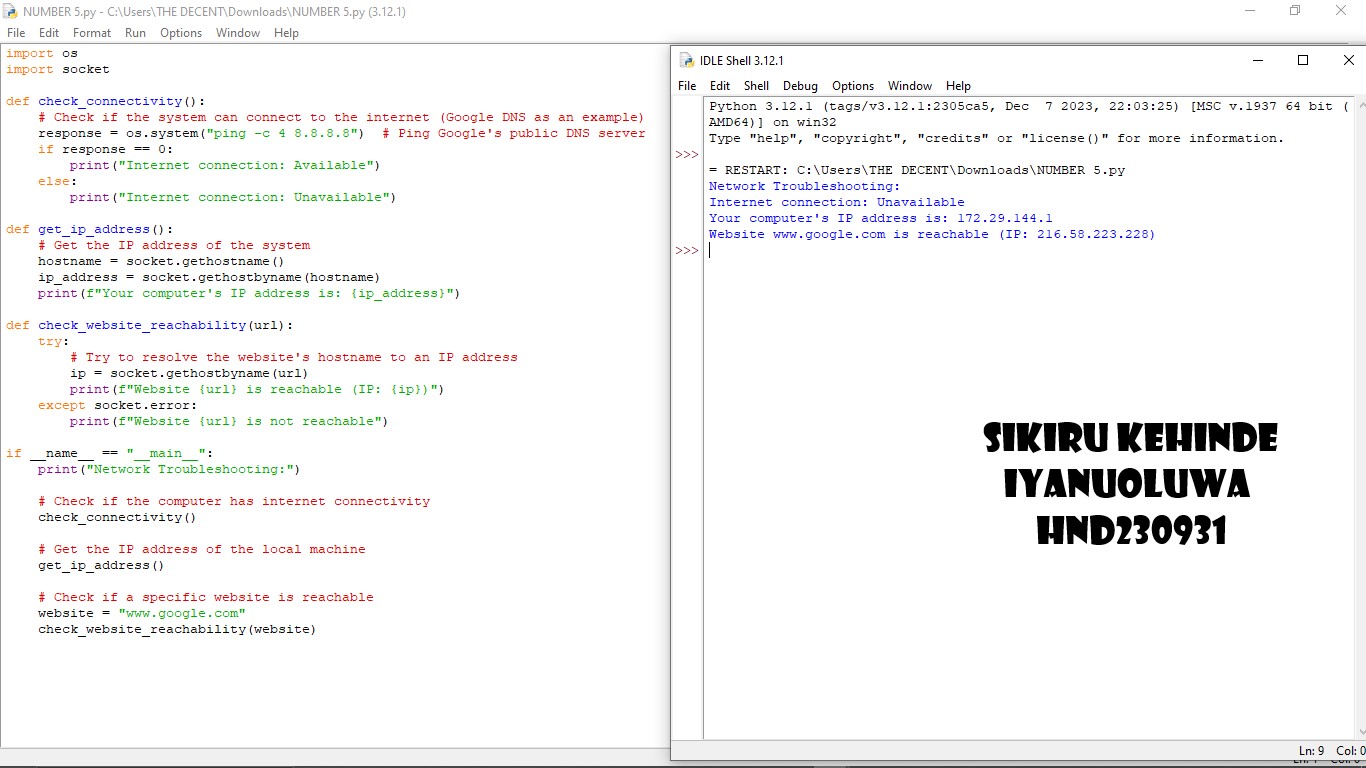 NUMBER 5.py - C:\Users\THE DECENT\Downloads\NUMBER 5.py (3.12.1)
File Edit Format Run Options Window Help
import os
import socket

def check_connectivity():
    # Check if the system can connect to the internet (Google DNS as an example)
    response = os.system("ping -c 4 8.8.8.8")  # Ping Google's public DNS server
    if response == 0:
        print("Internet connection: Available")
    else:
        print("Internet connection: Unavailable")

def get_ip_address():
    # Get the IP address of the system
    hostname = socket.gethostname()
    ip_address = socket.gethostbyname(hostname)
    print(f"Your computer's IP address is: {ip_address}")

def check_website_reachability(url):
    try:
        # Try to resolve the website's hostname to an IP address
        ip = socket.gethostbyname(url)
        print(f"Website {url} is reachable (IP: {ip})")
    except socket.error:
        print(f"Website {url} is not reachable")

if __name__ == "__main__":
    print("Network Troubleshooting:")

    # Check if the computer has internet connectivity
    check_connectivity()

    # Get the IP address of the local machine
    get_ip_address()

    # Check if a specific website is reachable
    website = "www.google.com"
    check_website_reachability(website)
IDLE Shell 3.12.1
File Edit Shell Debug Options Window Help
Python 3.12.1 (tags/v3.12.1:2305ca5, Dec  7 2023, 22:03:25) [MSC v.1937 64 bit (
AMD64)] on win32
Type "help", "copyright", "credits" or "license()" for more information.
>>>
= RESTART: C:\Users\THE DECENT\Downloads\NUMBER 5.py
Network Troubleshooting:
Internet connection: Unavailable
Your computer's IP address is: 172.29.144.1
Website www.google.com is reachable (IP: 216.58.223.228)
>>>
SIKIRU KEHINDE
IYANUOLUWA
HND230931
Ln: 9 Col: 0